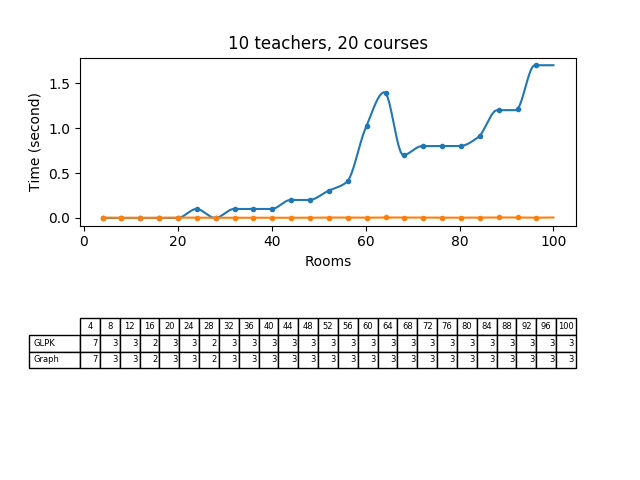 10 teachers, 20 courses
Time (second)
1.5
1.0
0.5
0.0
0 20 40 60 80 100
Rooms
4 8 12 16 20 24 28 32 36 40 44 48 52 56 60 64 68 72 76 80 84 88 92 96 100
GLPK 7 3 3 2 3 3 2 3 3 3 3 3 3 3 3 3 3 3 3 3 3 3 3 3 3
Graph 7 3 3 2 3 3 2 3 3 3 3 3 3 3 3 3 3 3 3 3 3 3 3 3 3